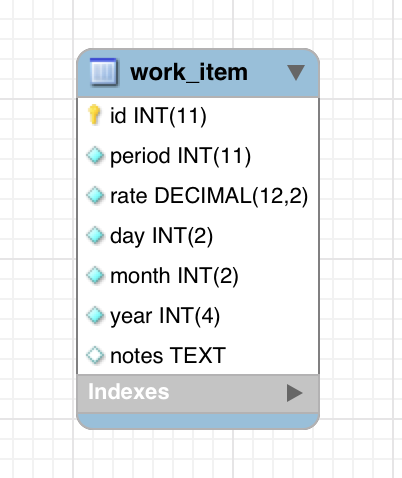 work_item
id INT(11)
period INT(11)
rate DECIMAL(12,2)
day INT(2)
month INT(2)
year INT(4)
notes TEXT
Indexes